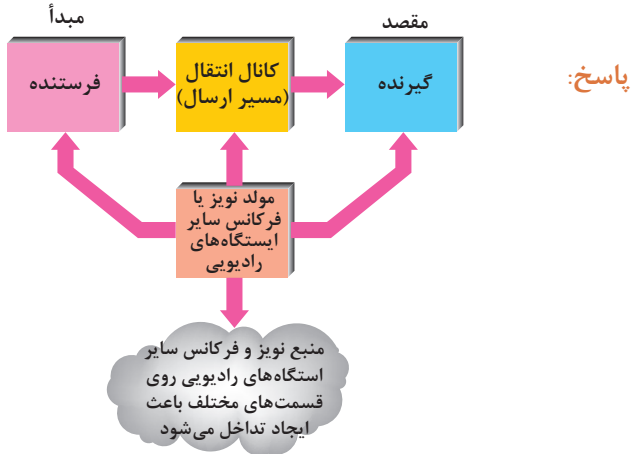 پاسخ:
مبدأ
مقصد
فرستنده
کانال انتقال
(مسیر ارسال)
گیرنده
مولد نویز یا
فرکانس سایر
ایستگاه‌های
رادیویی
منبع نویز و فرکانس سایر
استگاه‌های رادیویی روی
قسمت‌های مختلف باعث
ایجاد تداخل می‌شود